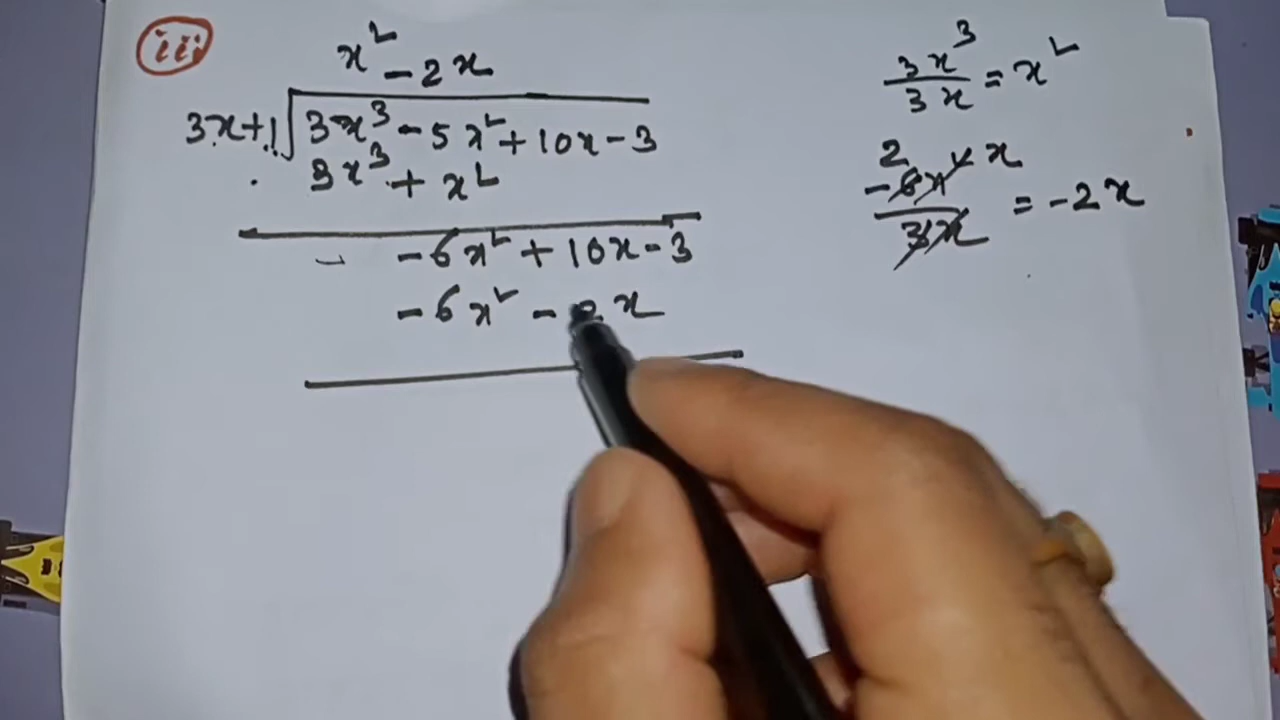 iii
x² - 2x
3x+1 3x³ - 5x² + 10x - 3
3x³ + x²
- -6x² + 10x - 3
-6x² - 2x
3x³/3x = x²
2 x
-6x²/3x = -2x